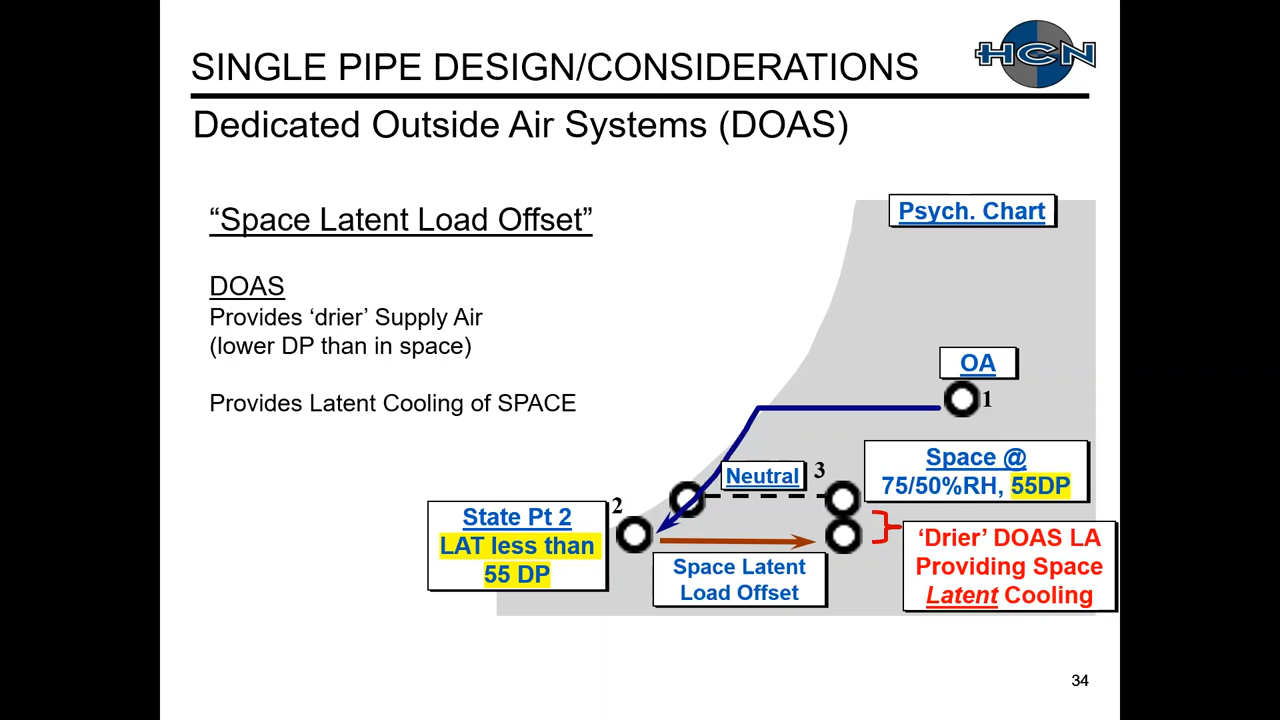 SINGLE PIPE DESIGN/CONSIDERATIONS
HCN
Dedicated Outside Air Systems (DOAS)
“Space Latent Load Offset”
DOAS
Provides ‘drier’ Supply Air
(lower DP than in space)
Provides Latent Cooling of SPACE
Psych. Chart
OA
1
Space @
75/50%RH, 55DP
Neutral
3
2
State Pt 2
LAT less than
55 DP
Space Latent
Load Offset
‘Drier’ DOAS LA
Providing Space
Latent Cooling
34